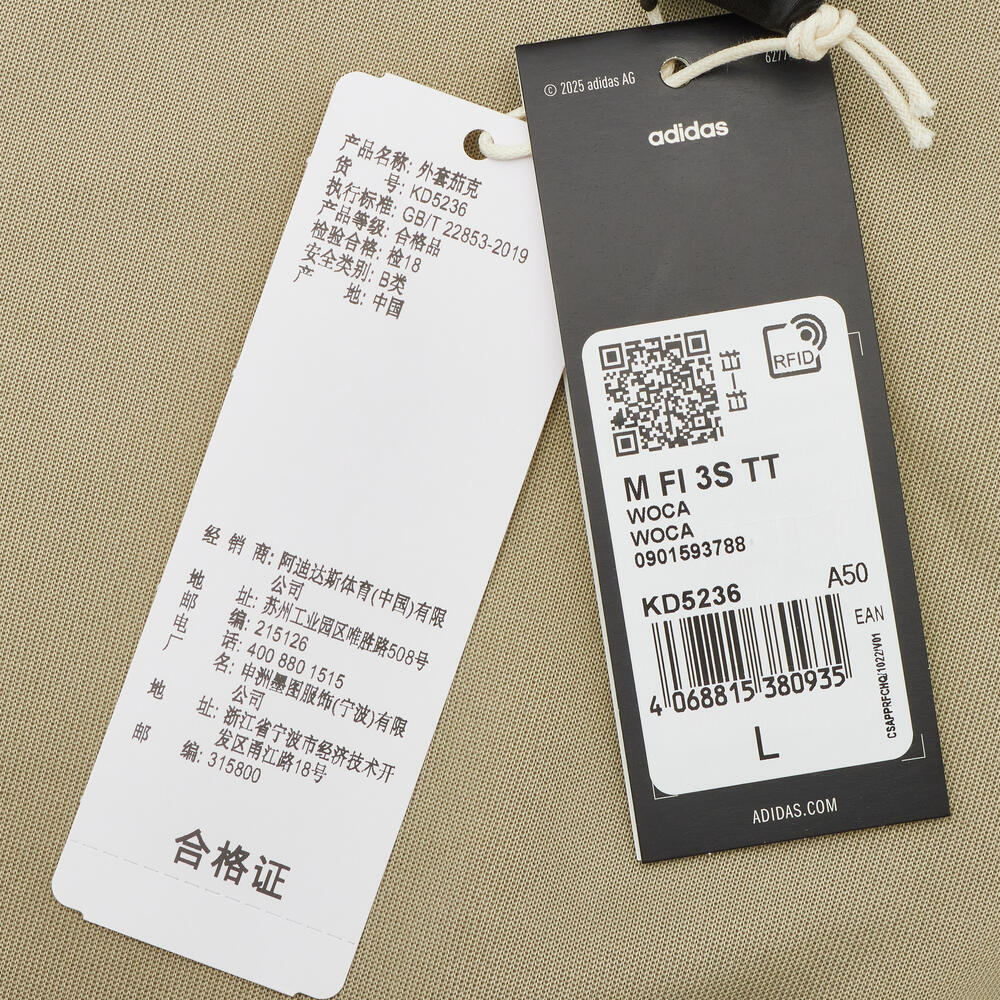 产品名称: 外套茄克
货 号: KD5236
执行标准: GB/T 22853-2019
产品等级: 合格品
检验合格: 检18
安全类别: B类
产 地: 中国
经 销 商: 阿迪达斯体育(中国)有限
公司
地 址: 苏州工业园区唯胜路508号
邮 编: 215126
电 话: 400 880 1515
厂 名: 申洲墨图服饰(宁波)有限
公司
地 址: 浙江省宁波市经济技术开
发区甬江路18号
邮 编: 315800
合格证
© 2025 adidas AG
adidas
RFID
M FI 3S TT
WOCA
WOCA
0901593788
KD5236
A50
EAN
4 068815 380935
CSAPPRFCHQ/1022/V01
L
ADIDAS.COM